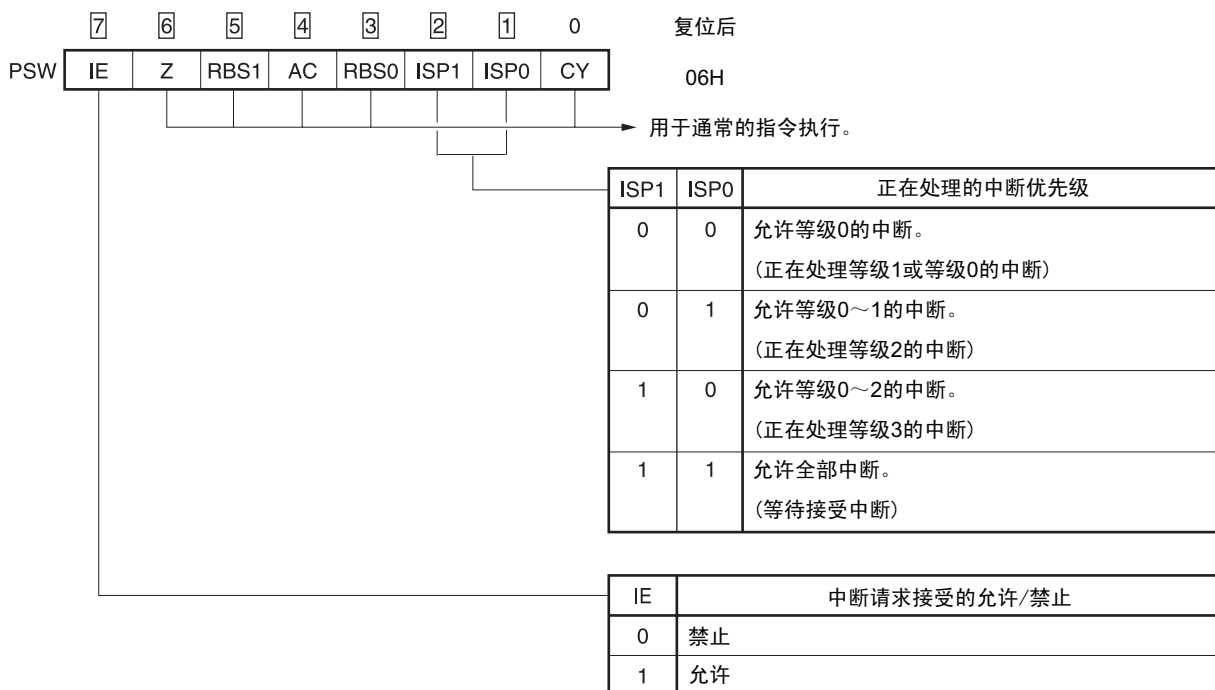 7 6 5 4 3 2 1 0 复位后
PSW IE Z RBS1 AC RBS0 ISP1 ISP0 CY 06H
用于通常的指令执行。
ISP1 ISP0 正在处理的中断优先级
0 0 允许等级0的中断。
(正在处理等级1或等级0的中断)
0 1 允许等级0～1的中断。
(正在处理等级2的中断)
1 0 允许等级0～2的中断。
(正在处理等级3的中断)
1 1 允许全部中断。
(等待接受中断)
IE 中断请求接受的允许/禁止
0 禁止
1 允许